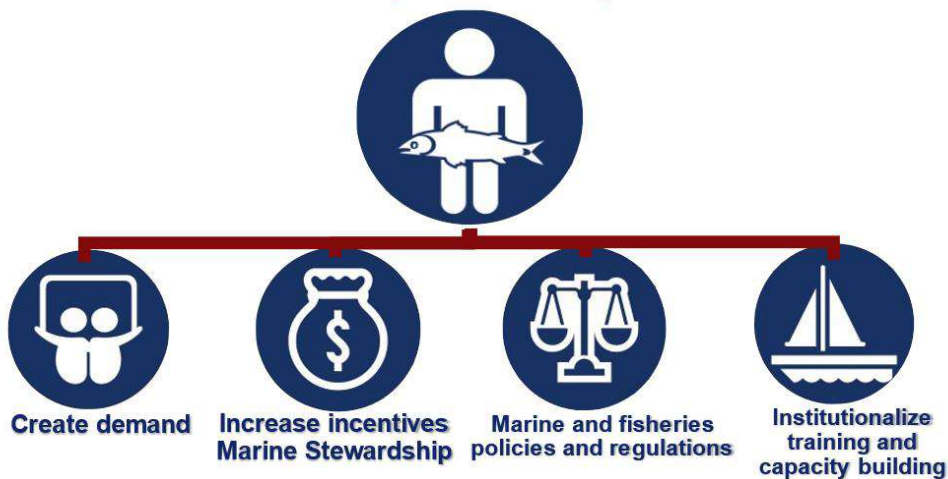 Create demand
Increase incentives
Marine Stewardship
Marine and fisheries
policies and regulations
Institutionalize
training and
capacity building
$